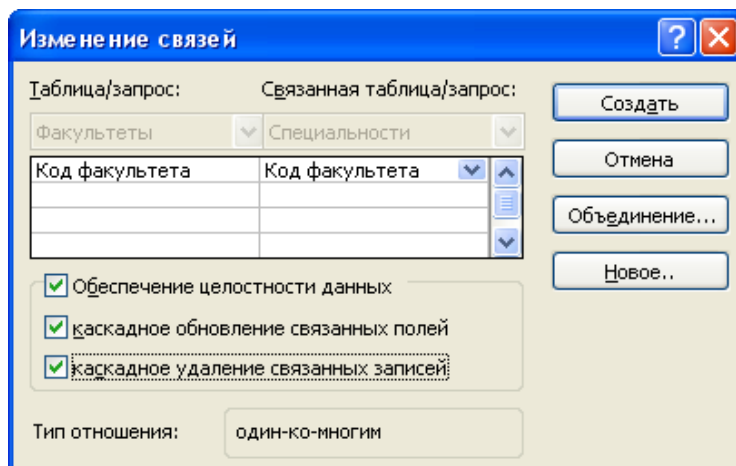 Изменение связей
Таблица/запрос: Связанная таблица/запрос:
Факультеты Специальности
Код факультета Код факультета
Обеспечение целостности данных
каскадное обновление связанных полей
каскадное удаление связанных записей
Тип отношения: один-ко-многим
Создать
Отмена
Объединение...
Новое..